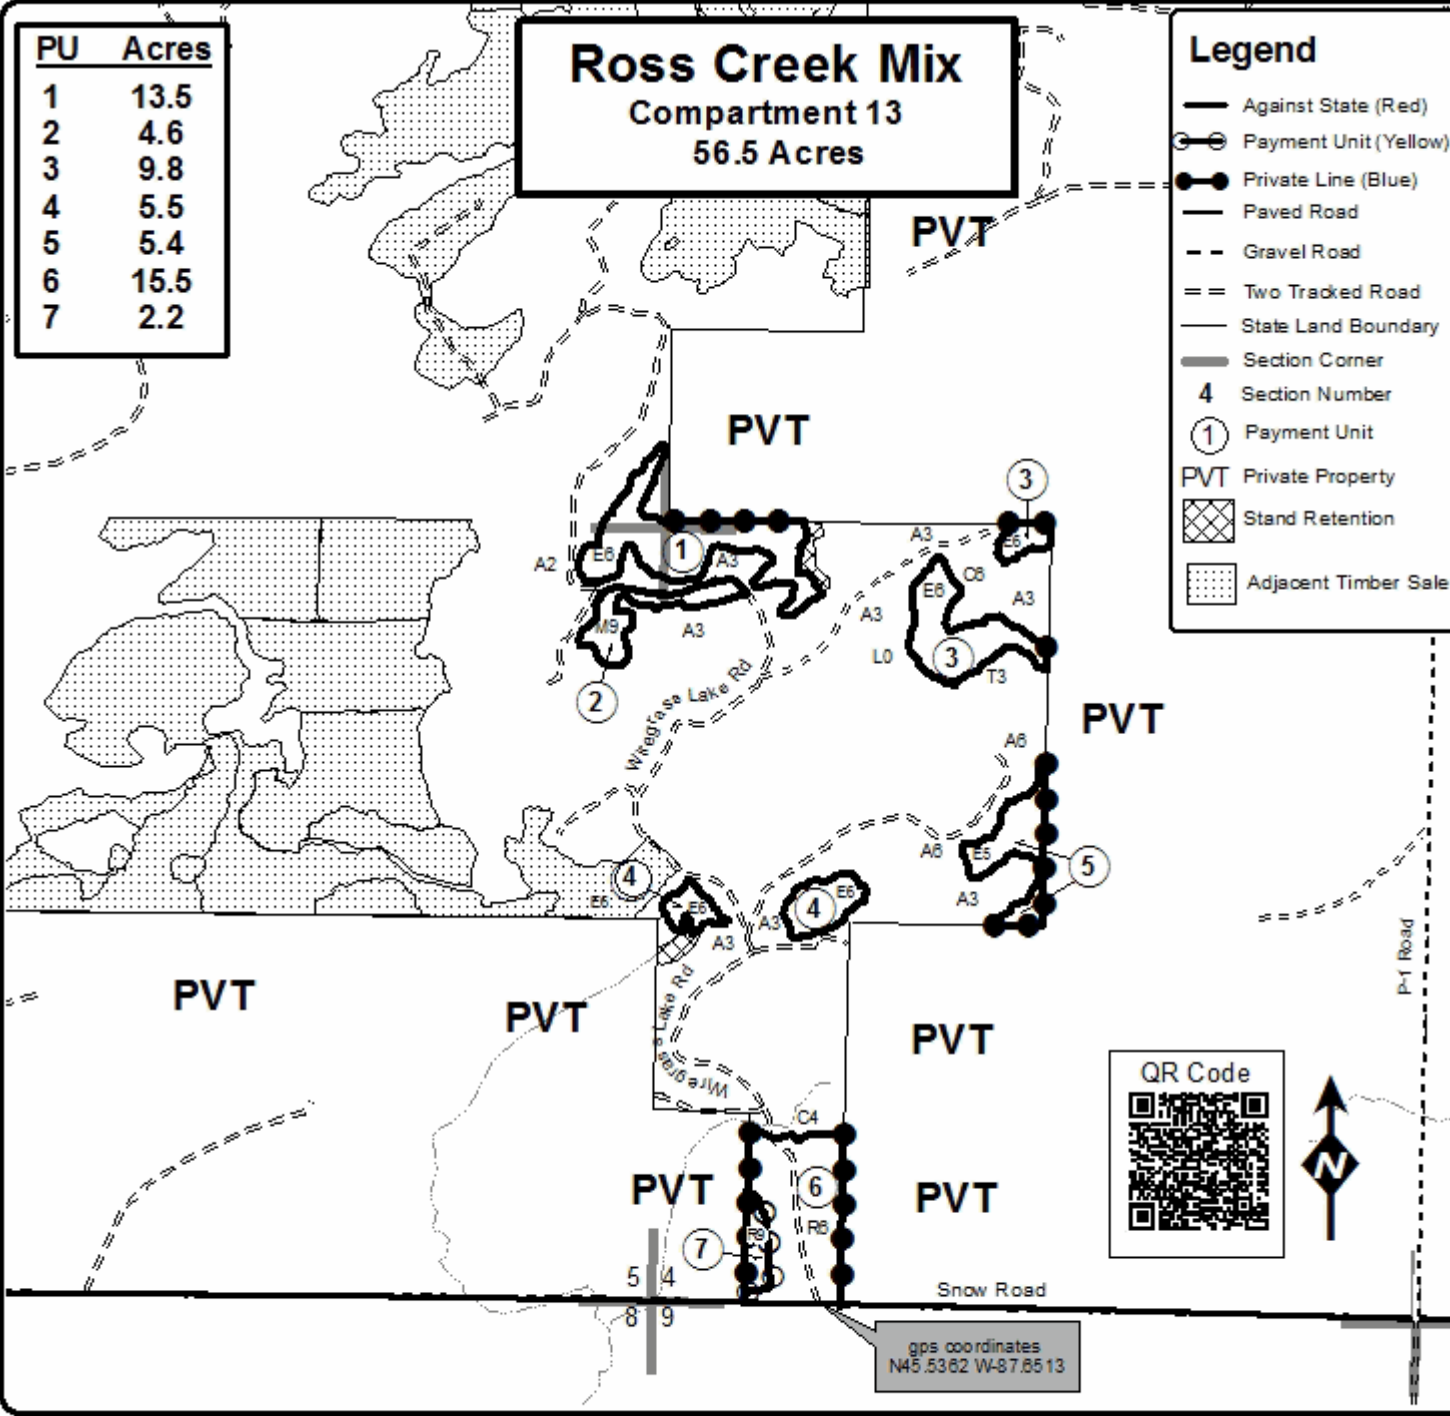 PU Acres
1 13.5
2 4.6
3 9.8
4 5.5
5 5.4
6 15.5
7 2.2
Ross Creek Mix
Compartment 13
56.5 Acres
Legend
Against State (Red)
Payment Unit (Yellow)
Private Line (Blue)
Paved Road
Gravel Road
Two Tracked Road
State Land Boundary
Section Corner
4 Section Number
1 Payment Unit
PVT Private Property
Stand Retention
Adjacent Timber Sale
PVT
PVT
3
A3
E6
1
A3
E6
A2
C6
E6
A3
A3
M9
A3
L0
3
T3
2
Wiregrass Lake Rd
PVT
A6
A6
E5
5
4
E6
E6
A3
A3
4
E6
A3
P-1 Road
PVT
PVT
Wiregrass Lake Rd
PVT
QR Code
C4
N
PVT
6
PVT
R9
R6
7
5 4
8 9
Snow Road
gps coordinates
N45.5362 W-87.6513